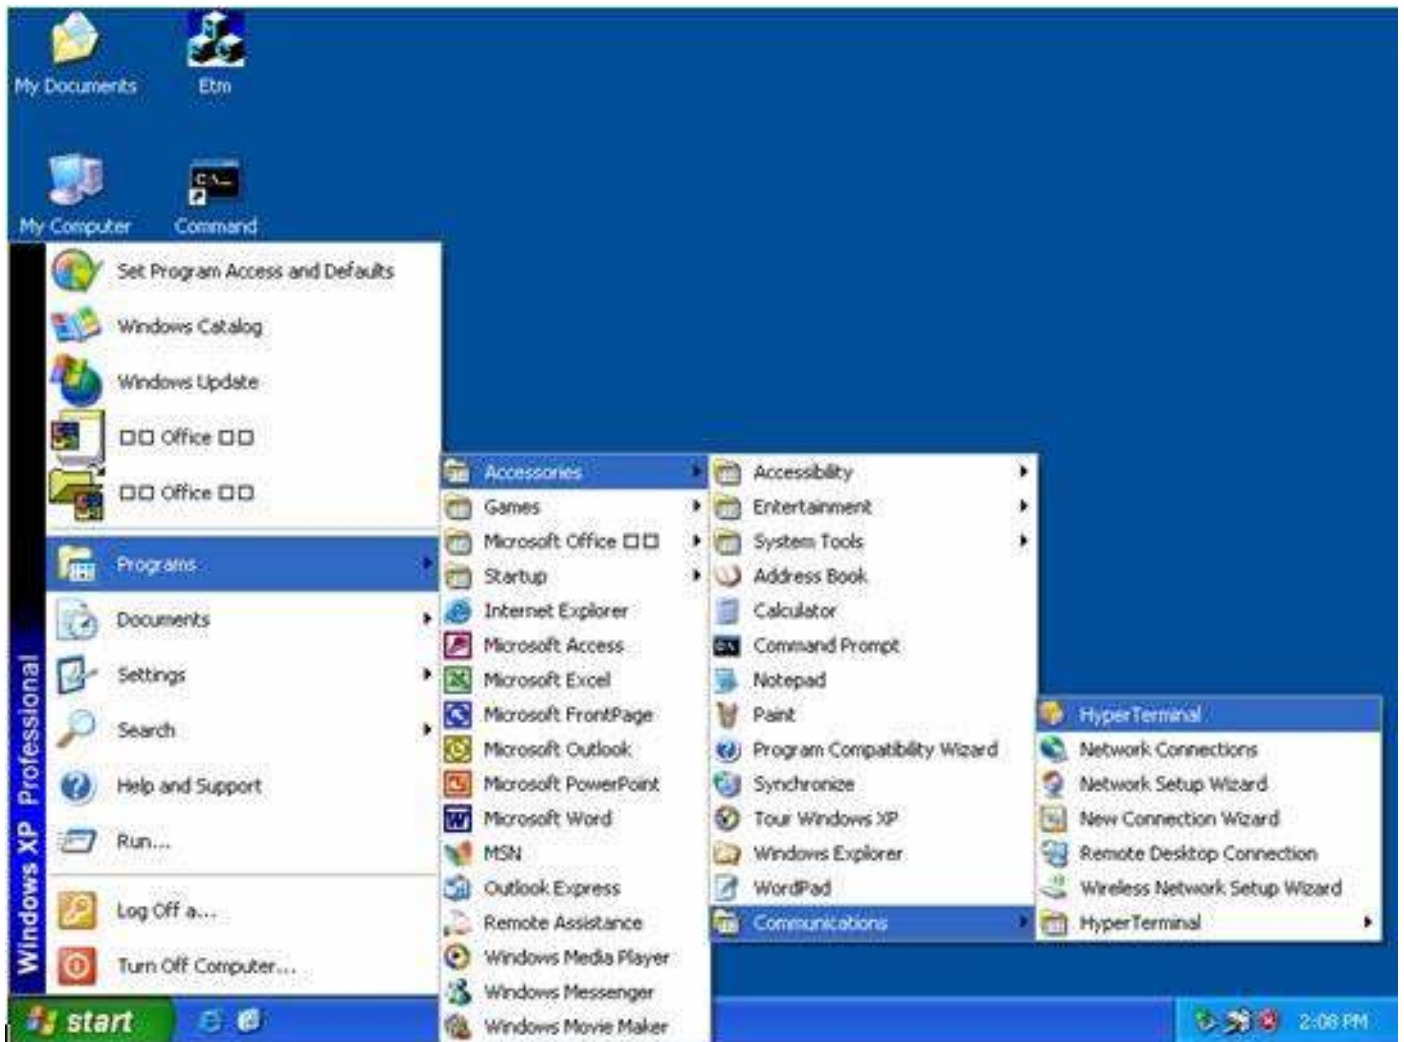 My Documents
Etm
My Computer
Command
Set Program Access and Defaults
Windows Catalog
Windows Update
□□ Office □□
□□ Office □□
Programs
Documents
Settings
Search
Help and Support
Run...
Log Off a...
Turn Off Computer...
Windows XP Professional
Accessories
Games
Microsoft Office □□
Startup
Internet Explorer
Microsoft Access
Microsoft Excel
Microsoft FrontPage
Microsoft Outlook
Microsoft PowerPoint
Microsoft Word
MSN
Outlook Express
Remote Assistance
Windows Media Player
Windows Messenger
Windows Movie Maker
Accessibility
Entertainment
System Tools
Address Book
Calculator
Command Prompt
Notepad
Paint
Program Compatibility Wizard
Synchronize
Tour Windows XP
Windows Explorer
WordPad
Communications
HyperTerminal
Network Connections
Network Setup Wizard
New Connection Wizard
Remote Desktop Connection
Wireless Network Setup Wizard
HyperTerminal
start
2:08 PM